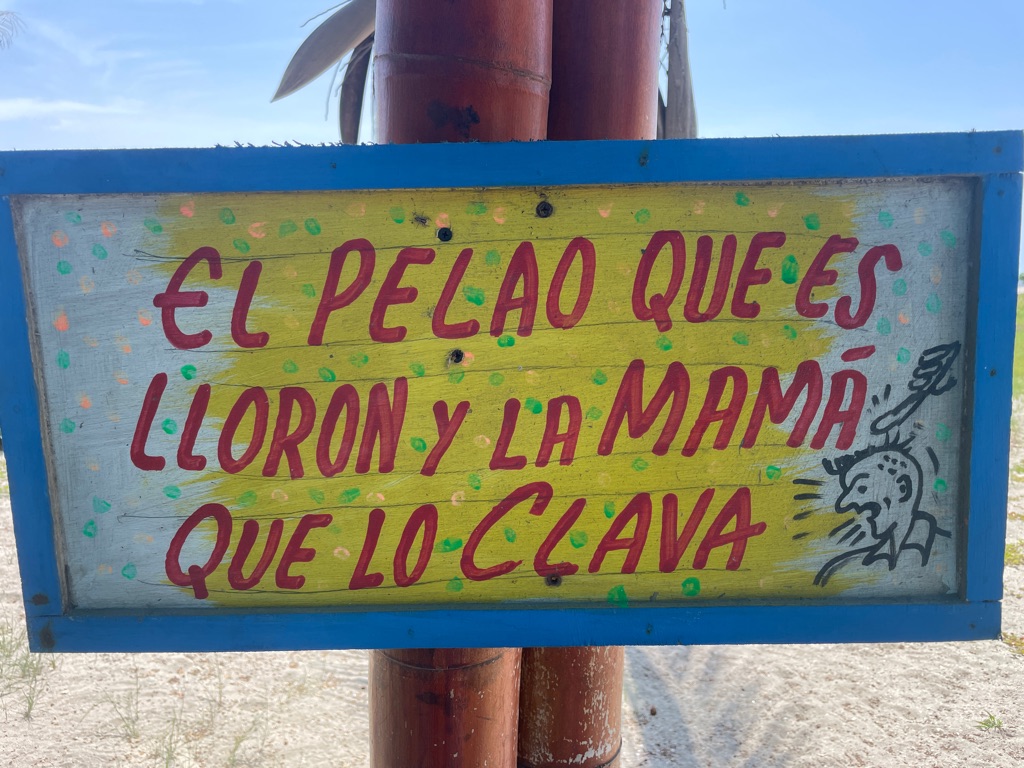 EL PELAO QUE ES
LLORON Y LA MAMÁ
QUE LO CLAVA